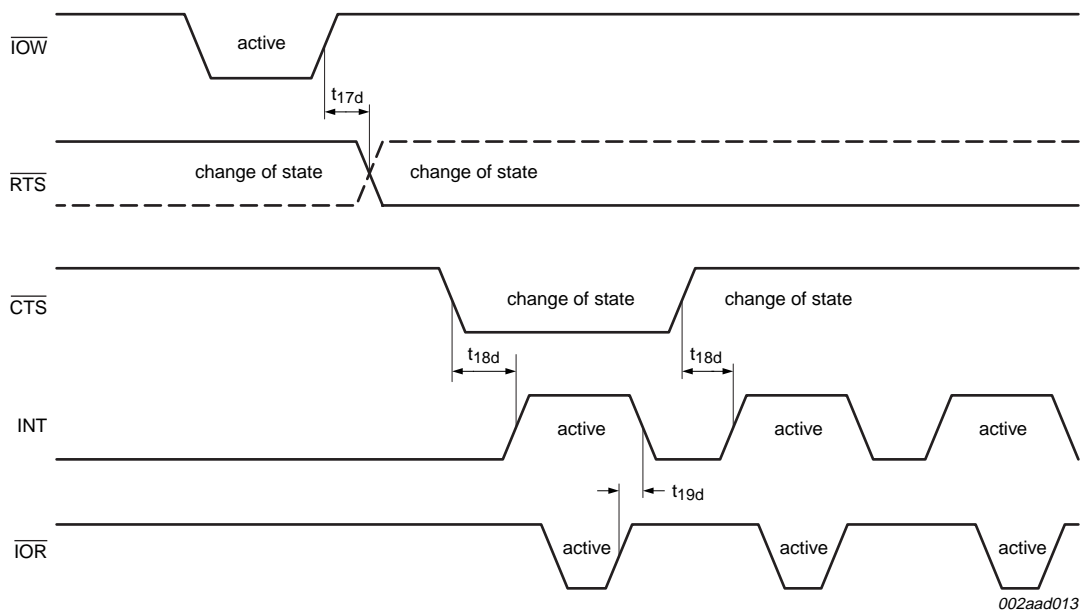 IOW
active
t17d
RTS
change of state
change of state
CTS
change of state
change of state
t18d
t18d
INT
active
active
active
t19d
IOR
active
active
active
002aad013